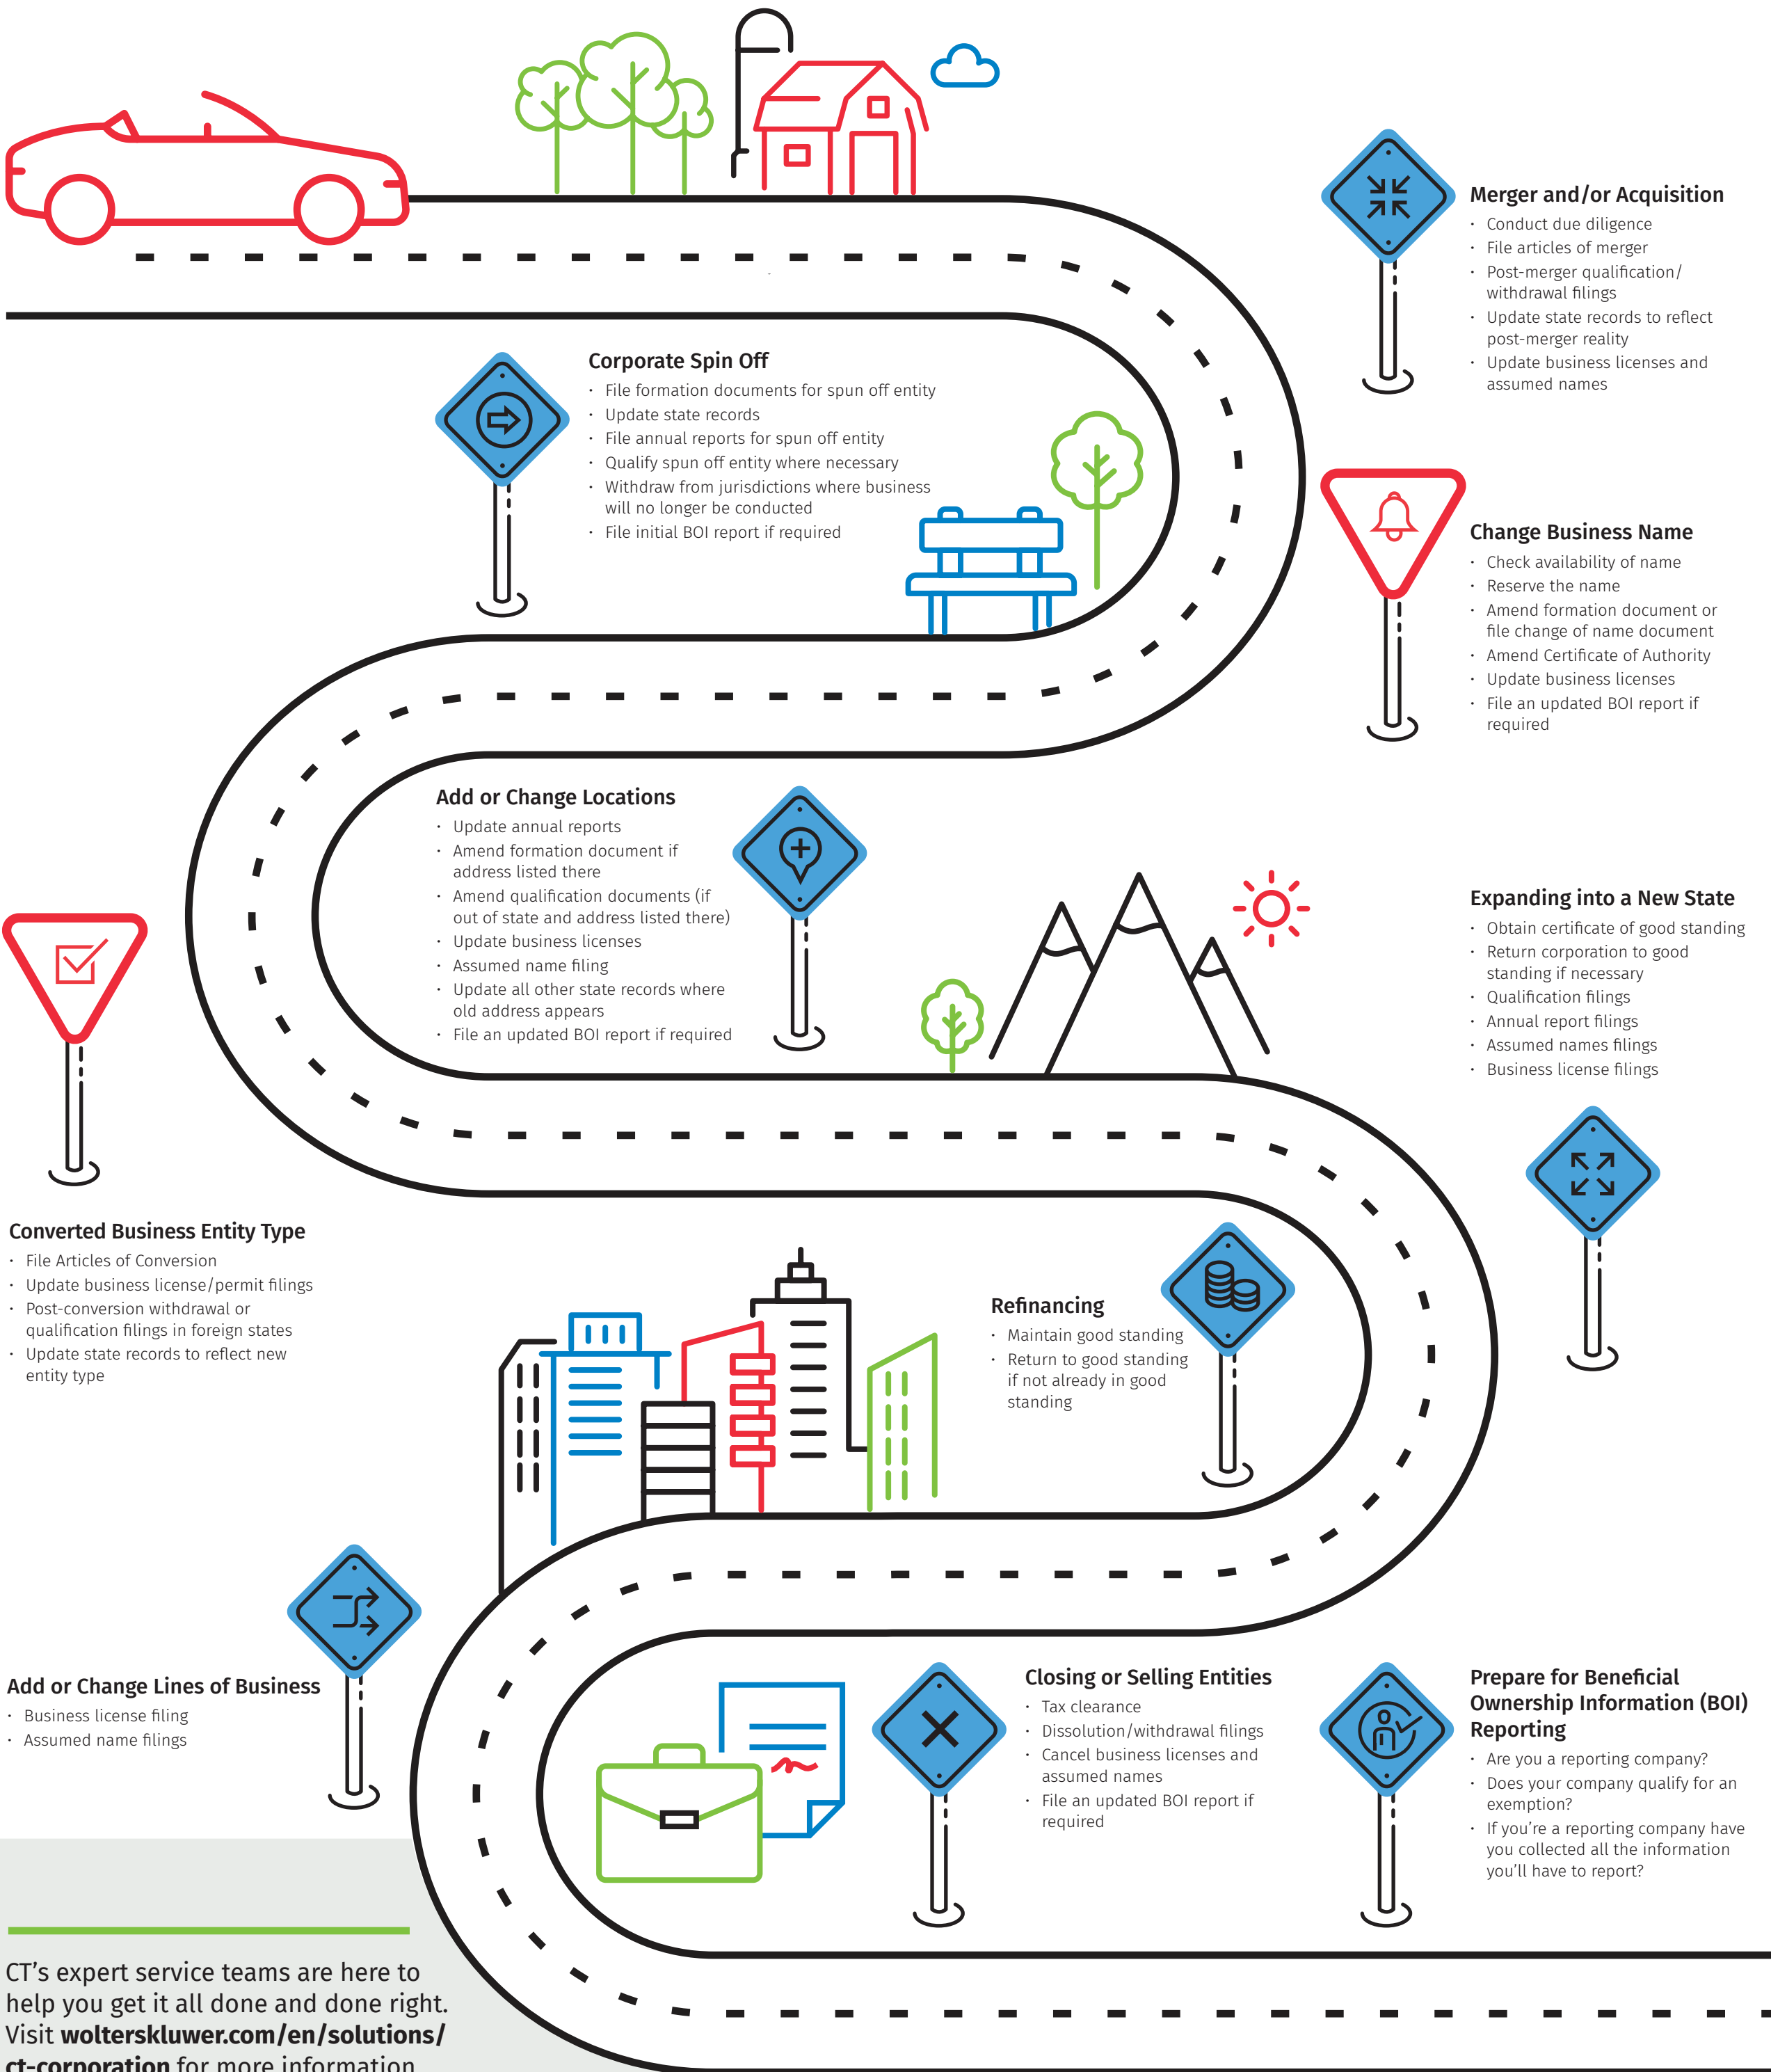 Merger and/or Acquisition
• Conduct due diligence
• File articles of merger
• Post-merger qualification/
withdrawal filings
• Update state records to reflect
post-merger reality
• Update business licenses and
assumed names
Corporate Spin Off
• File formation documents for spun off entity
• Update state records
• File annual reports for spun off entity
• Qualify spun off entity where necessary
• Withdraw from jurisdictions where business
will no longer be conducted
• File initial BOI report if required
Change Business Name
• Check availability of name
• Reserve the name
• Amend formation document or
file change of name document
• Amend Certificate of Authority
• Update business licenses
• File an updated BOI report if
required
Add or Change Locations
• Update annual reports
• Amend formation document if
address listed there
• Amend qualification documents (if
out of state and address listed there)
• Update business licenses
• Assumed name filing
• Update all other state records where
old address appears
• File an updated BOI report if required
Expanding into a New State
• Obtain certificate of good standing
• Return corporation to good
standing if necessary
• Qualification filings
• Annual report filings
• Assumed names filings
• Business license filings
Converted Business Entity Type
• File Articles of Conversion
• Update business license/permit filings
• Post-conversion withdrawal or
qualification filings in foreign states
• Update state records to reflect new
entity type
Refinancing
• Maintain good standing
• Return to good standing
if not already in good
standing
Add or Change Lines of Business
• Business license filing
• Assumed name filings
Closing or Selling Entities
• Tax clearance
• Dissolution/withdrawal filings
• Cancel business licenses and
assumed names
• File an updated BOI report if
required
Prepare for Beneficial
Ownership Information (BOI)
Reporting
• Are you a reporting company?
• Does your company qualify for an
exemption?
• If you’re a reporting company have
you collected all the information
you’ll have to report?
CT’s expert service teams are here to
help you get it all done and done right.
Visit wolterskluwer.com/en/solutions/
ct-corporation for more information